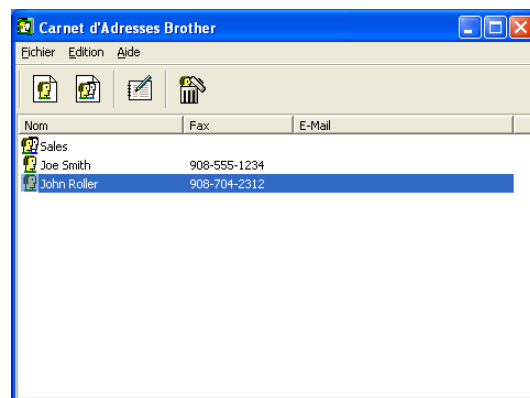 Carnet d'Adresses Brother
Fichier Edition Aide
Nom Fax E-Mail
Sales
Joe Smith 908-555-1234
John Roller 908-704-2312